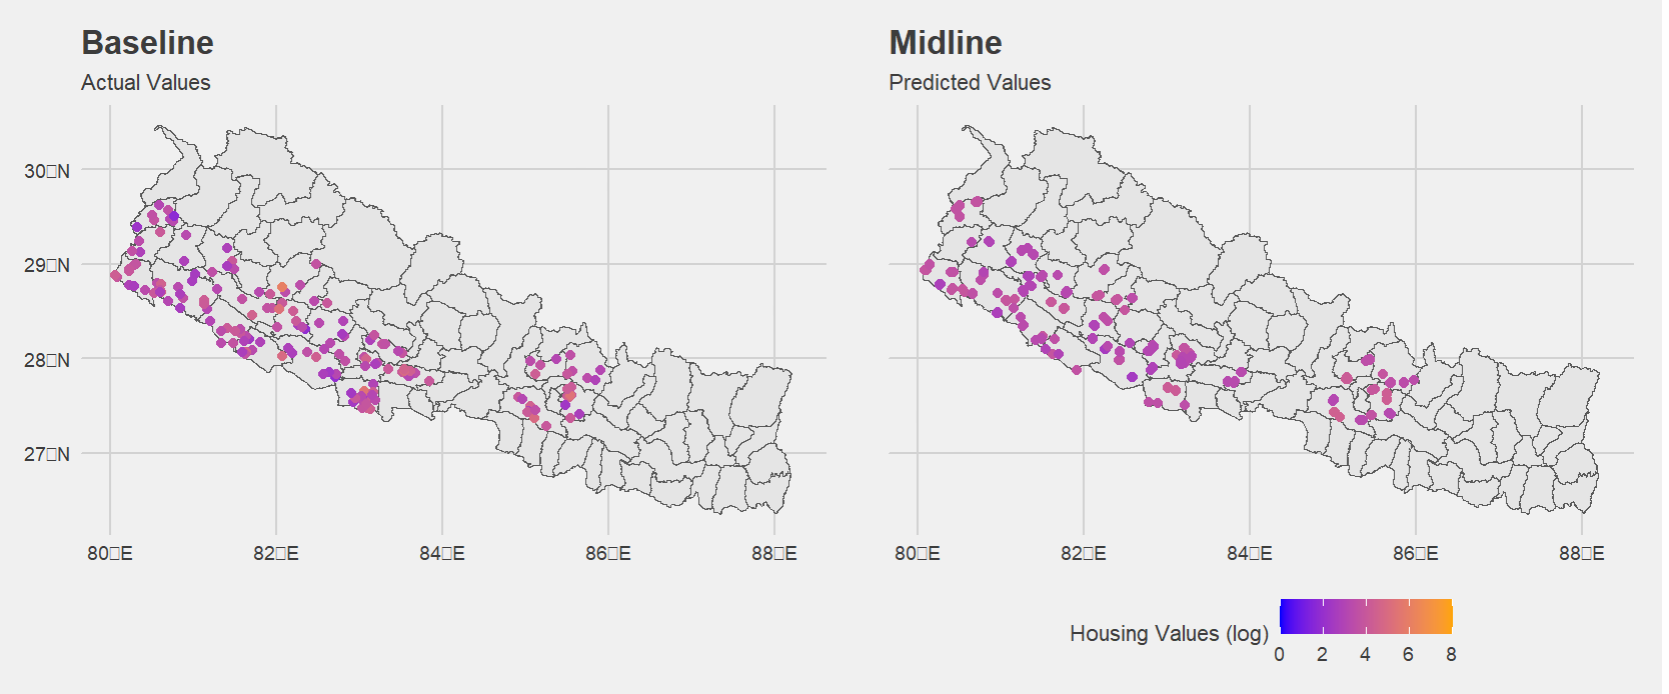 Baseline
Actual Values
30□N
29□N
28□N
27□N
80□E 82□E 84□E 86□E 88□E
Midline
Predicted Values
80□E 82□E 84□E 86□E 88□E
Housing Values (log)
0 2 4 6 8